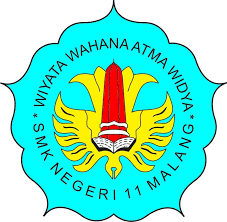 * WIYATA WAHANA ATMA WIDYA *
SMK NEGERI 11 MALANG